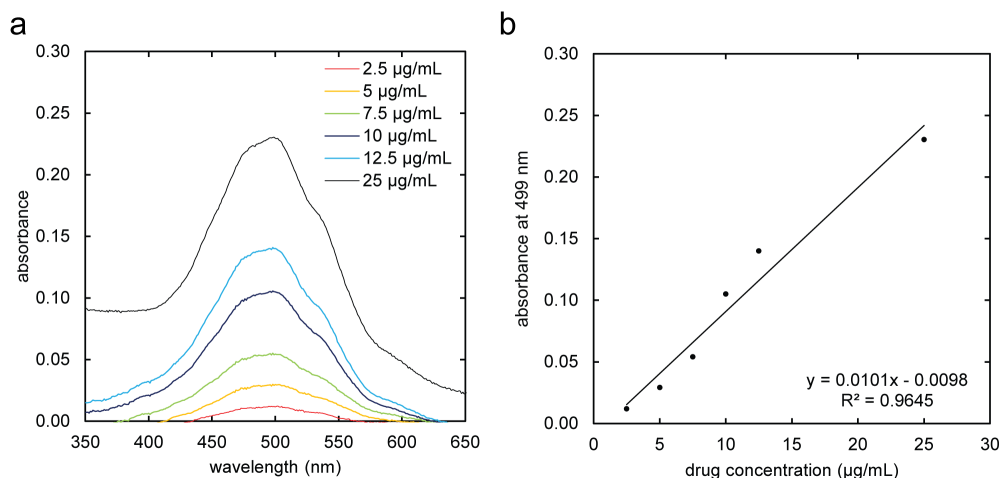 a
0.30
0.25
0.20
0.15
0.10
0.05
0.00
absorbance
350 400 450 500 550 600 650
wavelength (nm)
2.5 µg/mL
5 µg/mL
7.5 µg/mL
10 µg/mL
12.5 µg/mL
25 µg/mL
b
0.30
0.25
0.20
0.15
0.10
0.05
0.00
absorbance at 499 nm
0 5 10 15 20 25 30
drug concentration (µg/mL)
y = 0.0101x - 0.0098
R² = 0.9645